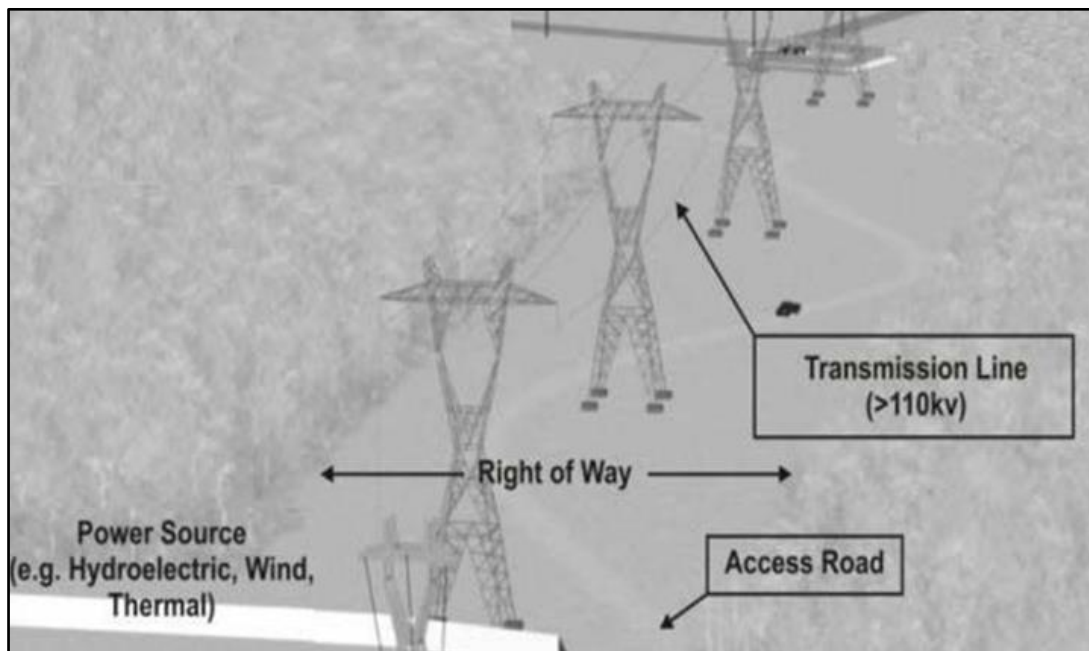 Transmission Line
(>110kv)
Right of Way
Power Source
(e.g. Hydroelectric, Wind,
Thermal)
Access Road